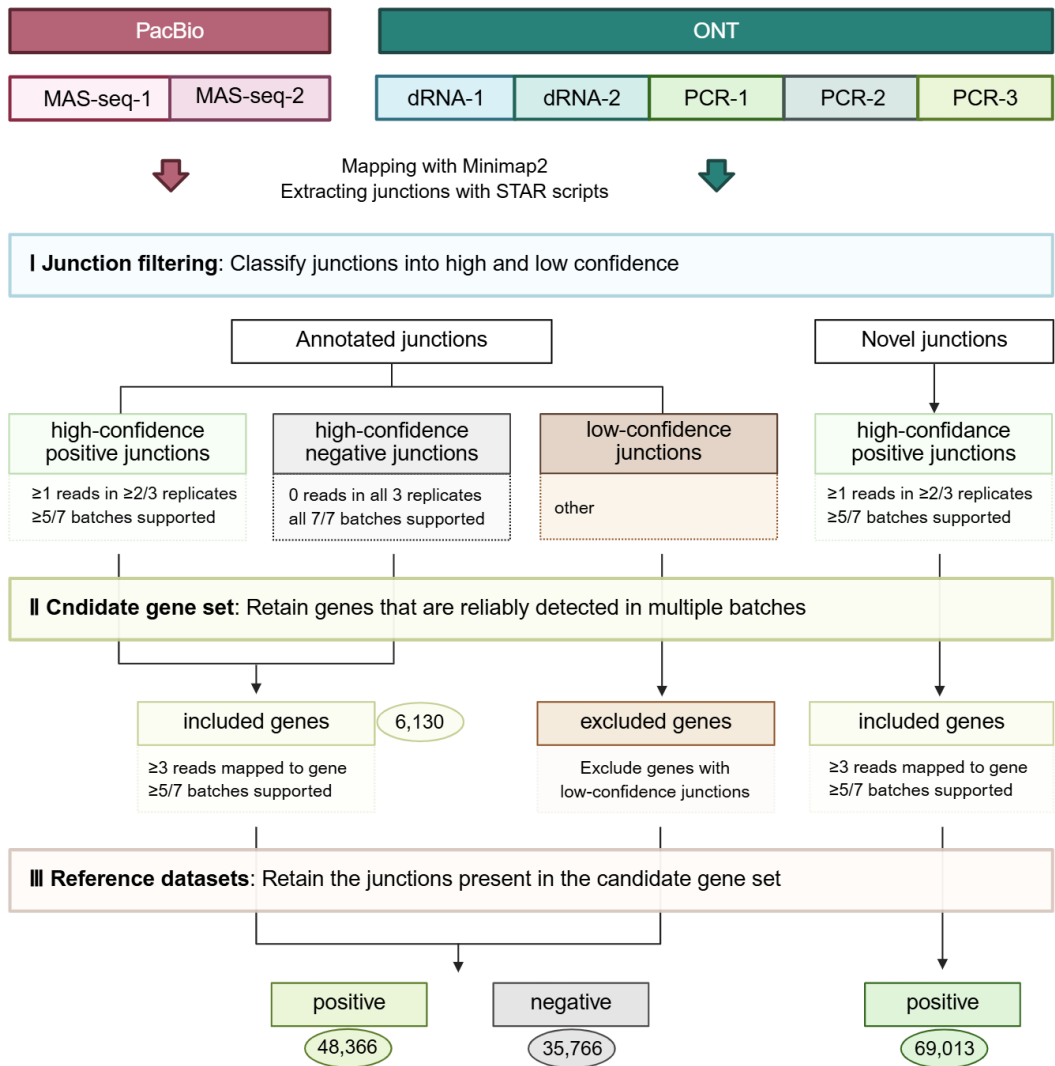 PacBio
ONT
MAS-seq-1
MAS-seq-2
dRNA-1
dRNA-2
PCR-1
PCR-2
PCR-3
Mapping with Minimap2
Extracting junctions with STAR scripts
Ⅰ Junction filtering: Classify junctions into high and low confidence
Annotated junctions
Novel junctions
high-confidence
positive junctions
≥1 reads in ≥2/3 replicates
≥5/7 batches supported
high-confidence
negative junctions
0 reads in all 3 replicates
all 7/7 batches supported
low-confidence
junctions
other
high-confidance
positive junctions
≥1 reads in ≥2/3 replicates
≥5/7 batches supported
Ⅱ Cndidate gene set: Retain genes that are reliably detected in multiple batches
included genes
6,130
≥3 reads mapped to gene
≥5/7 batches supported
excluded genes
Exclude genes with
low-confidence junctions
included genes
≥3 reads mapped to gene
≥5/7 batches supported
Ⅲ Reference datasets: Retain the junctions present in the candidate gene set
positive
48,366
negative
35,766
positive
69,013